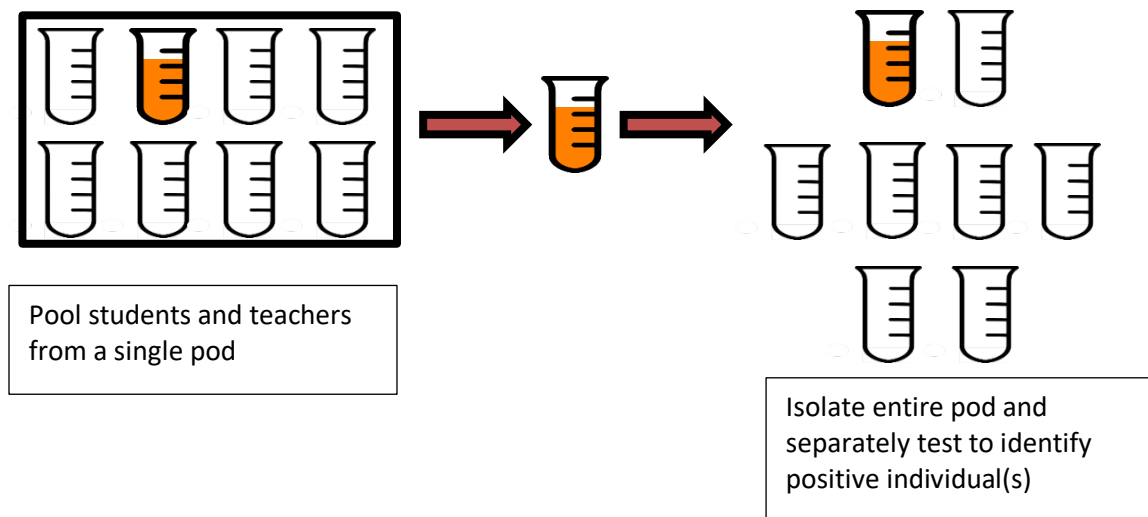 Pool students and teachers
from a single pod
Isolate entire pod and
separately test to identify
positive individual(s)